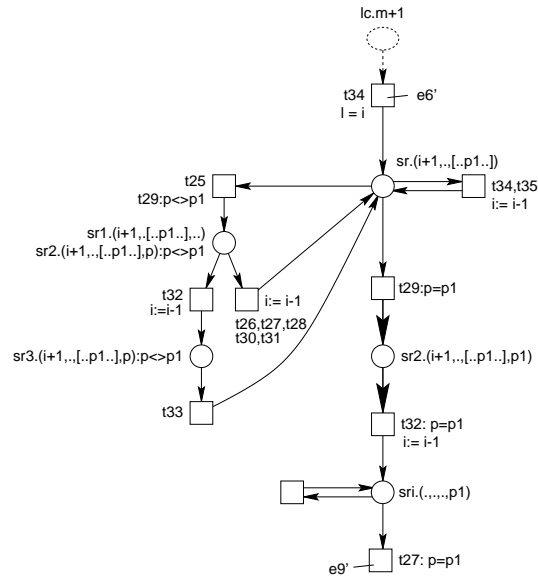 lc.m+1
t34
e6'
l = i
sr.(i+1,.,[..p1..])
t25
t29:p<>p1
t34,t35
i:= i-1
sr1.(i+1,.,[..p1..],..)
sr2.(i+1,.,[..p1..],p):p<>p1
t32
i:=i-1
i:= i-1
t26,t27,t28
t30,t31
t29:p=p1
sr3.(i+1,.,[..p1..],p):p<>p1
sr2.(i+1,.,[..p1..],p1)
t33
t32: p=p1
i:= i-1
sri.(.,.,.,p1)
t27: p=p1
e9'